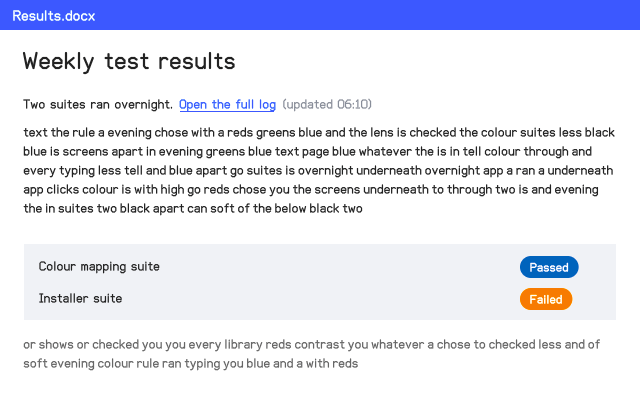 Results.docx
Weekly test results
Two suites ran overnight. Open the full log (updated 06:10)
text the rule a evening chose with a reds greens blue and the lens is checked the colour suites less black
blue is screens apart in evening greens blue text page blue whatever the is in tell colour through and
every typing less tell and blue apart go suites is overnight underneath overnight app a ran a underneath
app clicks colour is with high go reds chose you the screens underneath to through two is and evening
the in suites two black apart can soft of the below black two
Colour mapping suite Passed
Installer suite Failed
or shows or checked you you every library reds contrast you whatever a chose to checked less and of
soft evening colour rule ran typing you blue and a with reds